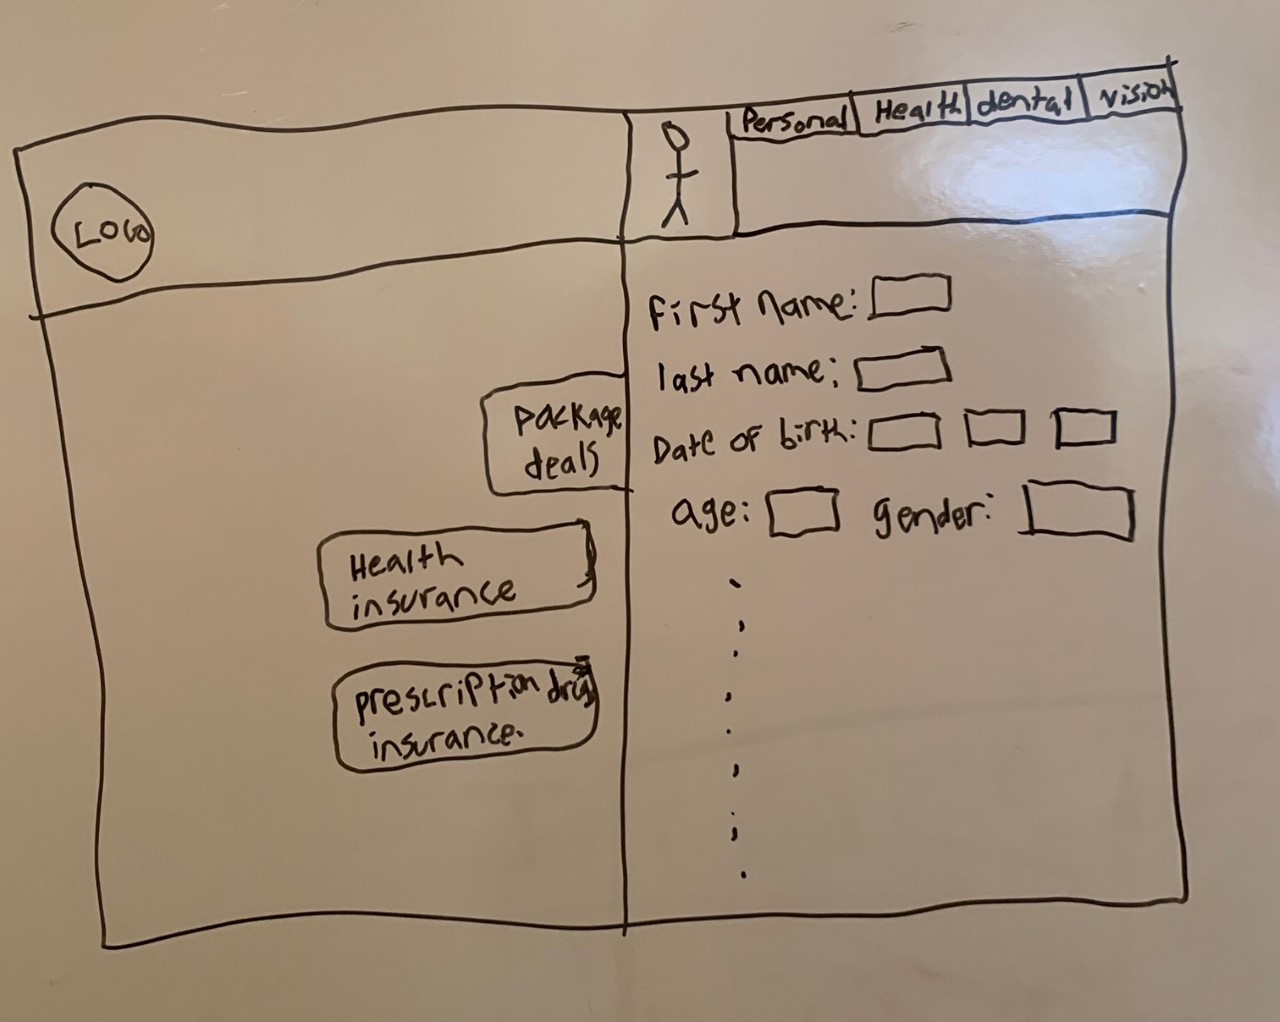 LOGO
Personal Health dental vision
first name:
last name:
Date of birth:
age: gender:
package
deals
Health
insurance
prescription drug
insurance.